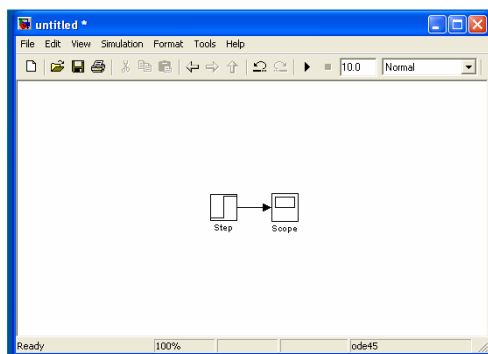 untitled *
File Edit View Simulation Format Tools Help
10.0 Normal
Step Scope
Ready 100% ode45